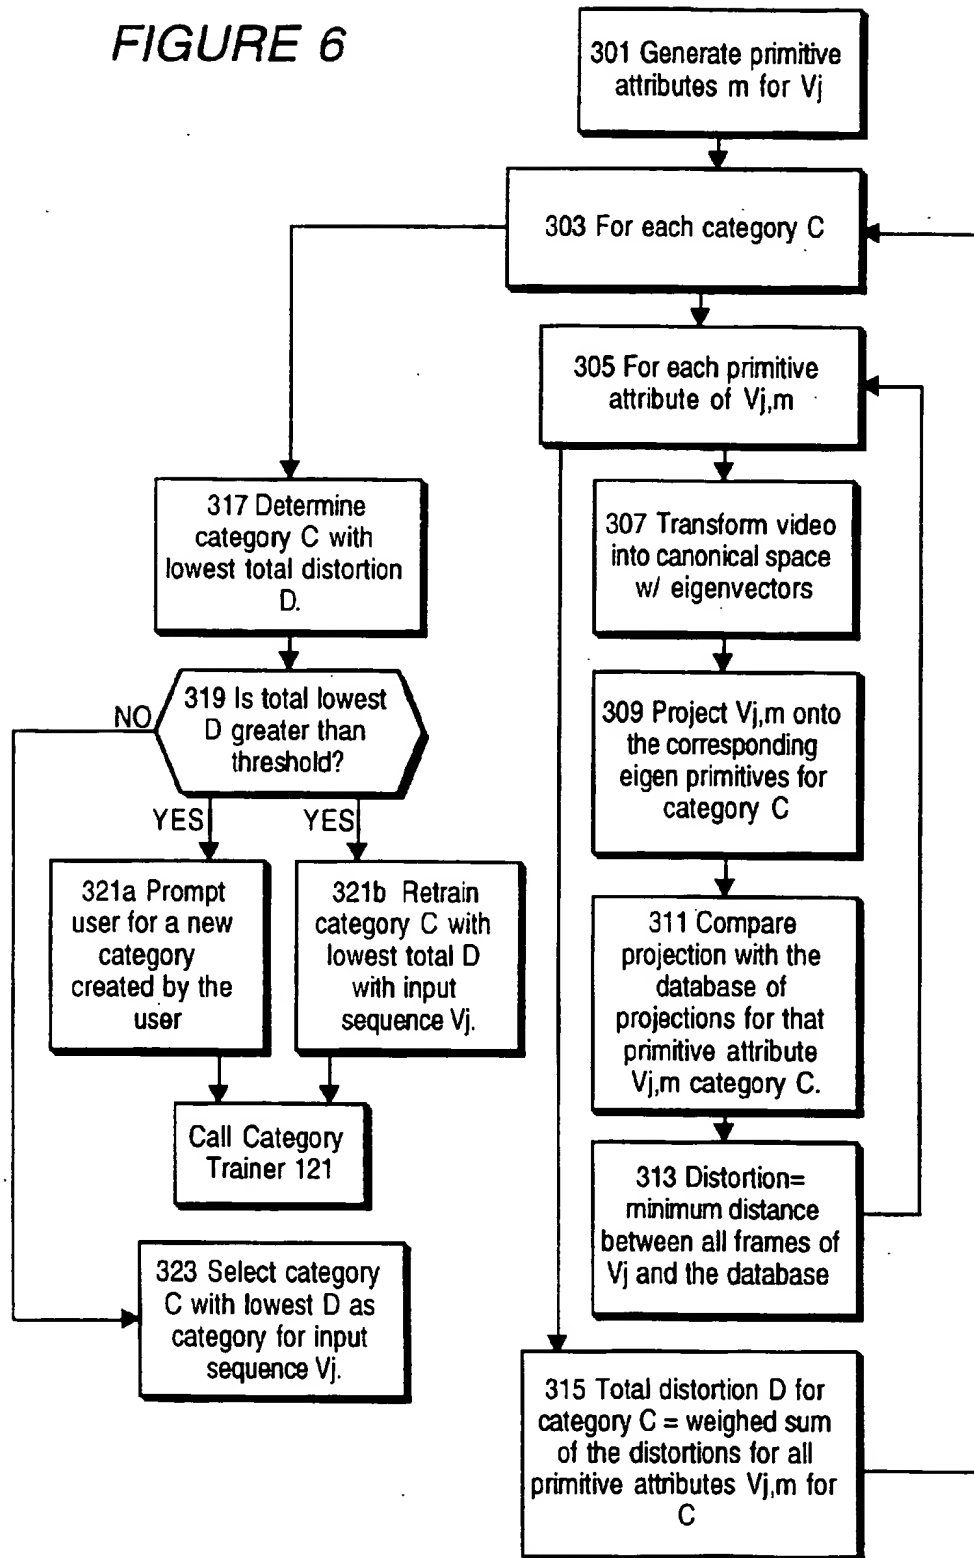 FIGURE 6
301 Generate primitive
attributes m for Vj
303 For each category C
305 For each primitive
attribute of Vj,m
307 Transform video
into canonical space
w/ eigenvectors
309 Project Vj,m onto
the corresponding
eigen primitives for
category C
311 Compare
projection with the
database of
projections for that
primitive attribute
Vj,m category C.
313 Distortion=
minimum distance
between all frames of
Vj and the database
315 Total distortion D for
category C = weighed sum
of the distortions for all
primitive attributes Vj,m for
C
317 Determine
category C with
lowest total distortion
D.
319 Is total lowest
D greater than
threshold?
NO
YES
YES
321a Prompt
user for a new
category
created by the
user
321b Retrain
category C with
lowest total D
with input
sequence Vj.
Call Category
Trainer 121
323 Select category
C with lowest D as
category for input
sequence Vj.